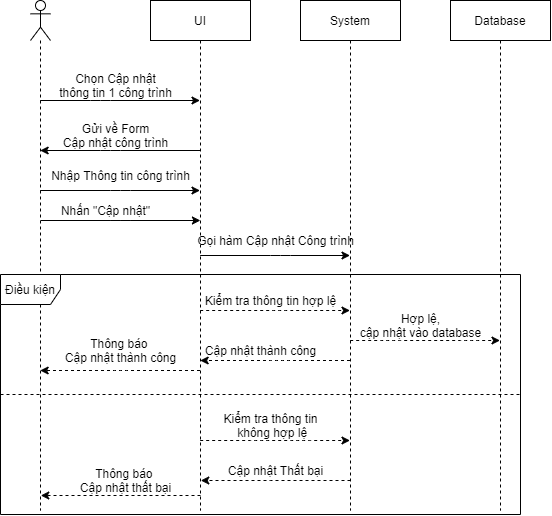 UI
System
Database
Chọn Cập nhật
thông tin 1 công trình
Gửi về Form
Cập nhật công trình
Nhập Thông tin công trình
Nhấn "Cập nhật"
Gọi hàm Cập nhật Công trình
Điều kiện
Kiểm tra thông tin hợp lệ
Hợp lệ,
cập nhật vào database
Thông báo
Cập nhật thành công
Cập nhật thành công
Kiểm tra thông tin
không hợp lệ
Cập nhật Thất bại
Thông báo
Cập nhật thất bại